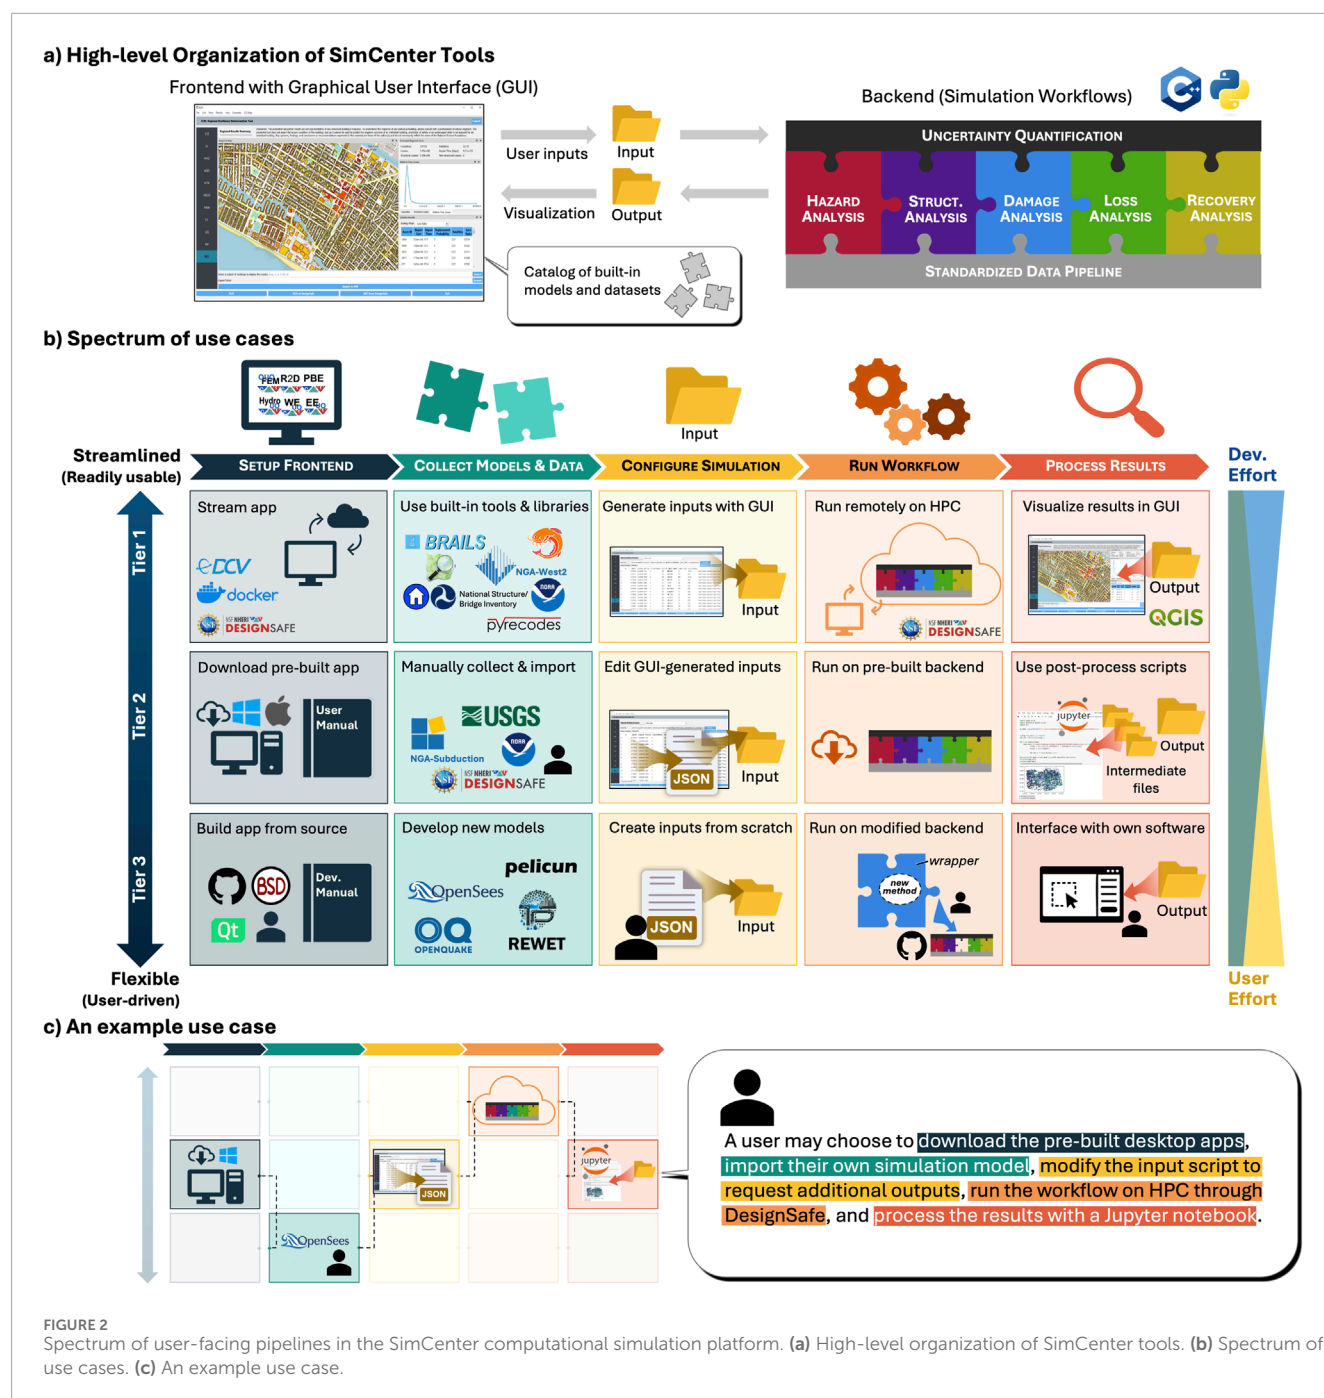 a) High-level Organization of SimCenter Tools
Frontend with Graphical User Interface (GUI)
Backend (Simulation Workflows)
User inputs
Input
Visualization
Output
Catalog of built-in
models and datasets
UNCERTAINTY QUANTIFICATION
HAZARD
ANALYSIS
STRUCT.
ANALYSIS
DAMAGE
ANALYSIS
LOSS
ANALYSIS
RECOVERY
ANALYSIS
STANDARDIZED DATA PIPELINE
b) Spectrum of use cases
FEM R2D PBE
Hydro WE EE
Input
Streamlined
(Readily usable)
SETUP FRONTEND
COLLECT MODELS & DATA
CONFIGURE SIMULATION
RUN WORKFLOW
PROCESS RESULTS
Dev.
Effort
Tier 1
Stream app
DCV
docker
NSF NHERI
DESIGNSAFE
Use built-in tools & libraries
BRAILS
NGA-West2
National Structure/
Bridge Inventory
NOAA
pyrecodes
Generate inputs with GUI
Input
Run remotely on HPC
NSF NHERI
DESIGNSAFE
Visualize results in GUI
Output
QGIS
Tier 2
Download pre-built app
User
Manual
Manually collect & import
USGS
NOAA
NGA-Subduction
NSF NHERI
DESIGNSAFE
Edit GUI-generated inputs
JSON
Input
Run on pre-built backend
Use post-process scripts
jupyter
Output
Intermediate
files
Tier 3
Build app from source
BSD
Qt
Dev.
Manual
Develop new models
pelicun
OpenSees
OPENQUAKE
REWET
Create inputs from scratch
JSON
Input
Run on modified backend
wrapper
new
method
Interface with own software
Output
Flexible
(User-driven)
User
Effort
c) An example use case
JSON
jupyter
OpenSees
A user may choose to download the pre-built desktop apps,
import their own simulation model, modify the input script to
request additional outputs, run the workflow on HPC through
DesignSafe, and process the results with a Jupyter notebook.
FIGURE 2
Spectrum of user-facing pipelines in the SimCenter computational simulation platform. (a) High-level organization of SimCenter tools. (b) Spectrum of
use cases. (c) An example use case.